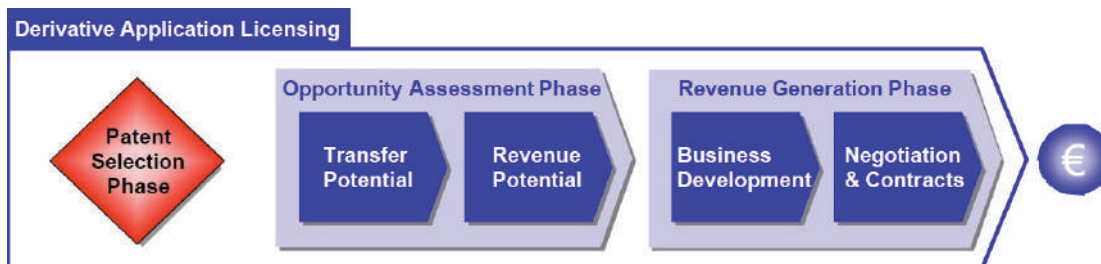 Derivative Application Licensing
Patent
Selection
Phase
Opportunity Assessment Phase
Transfer
Potential
Revenue
Potential
Revenue Generation Phase
Business
Development
Negotiation
& Contracts
€